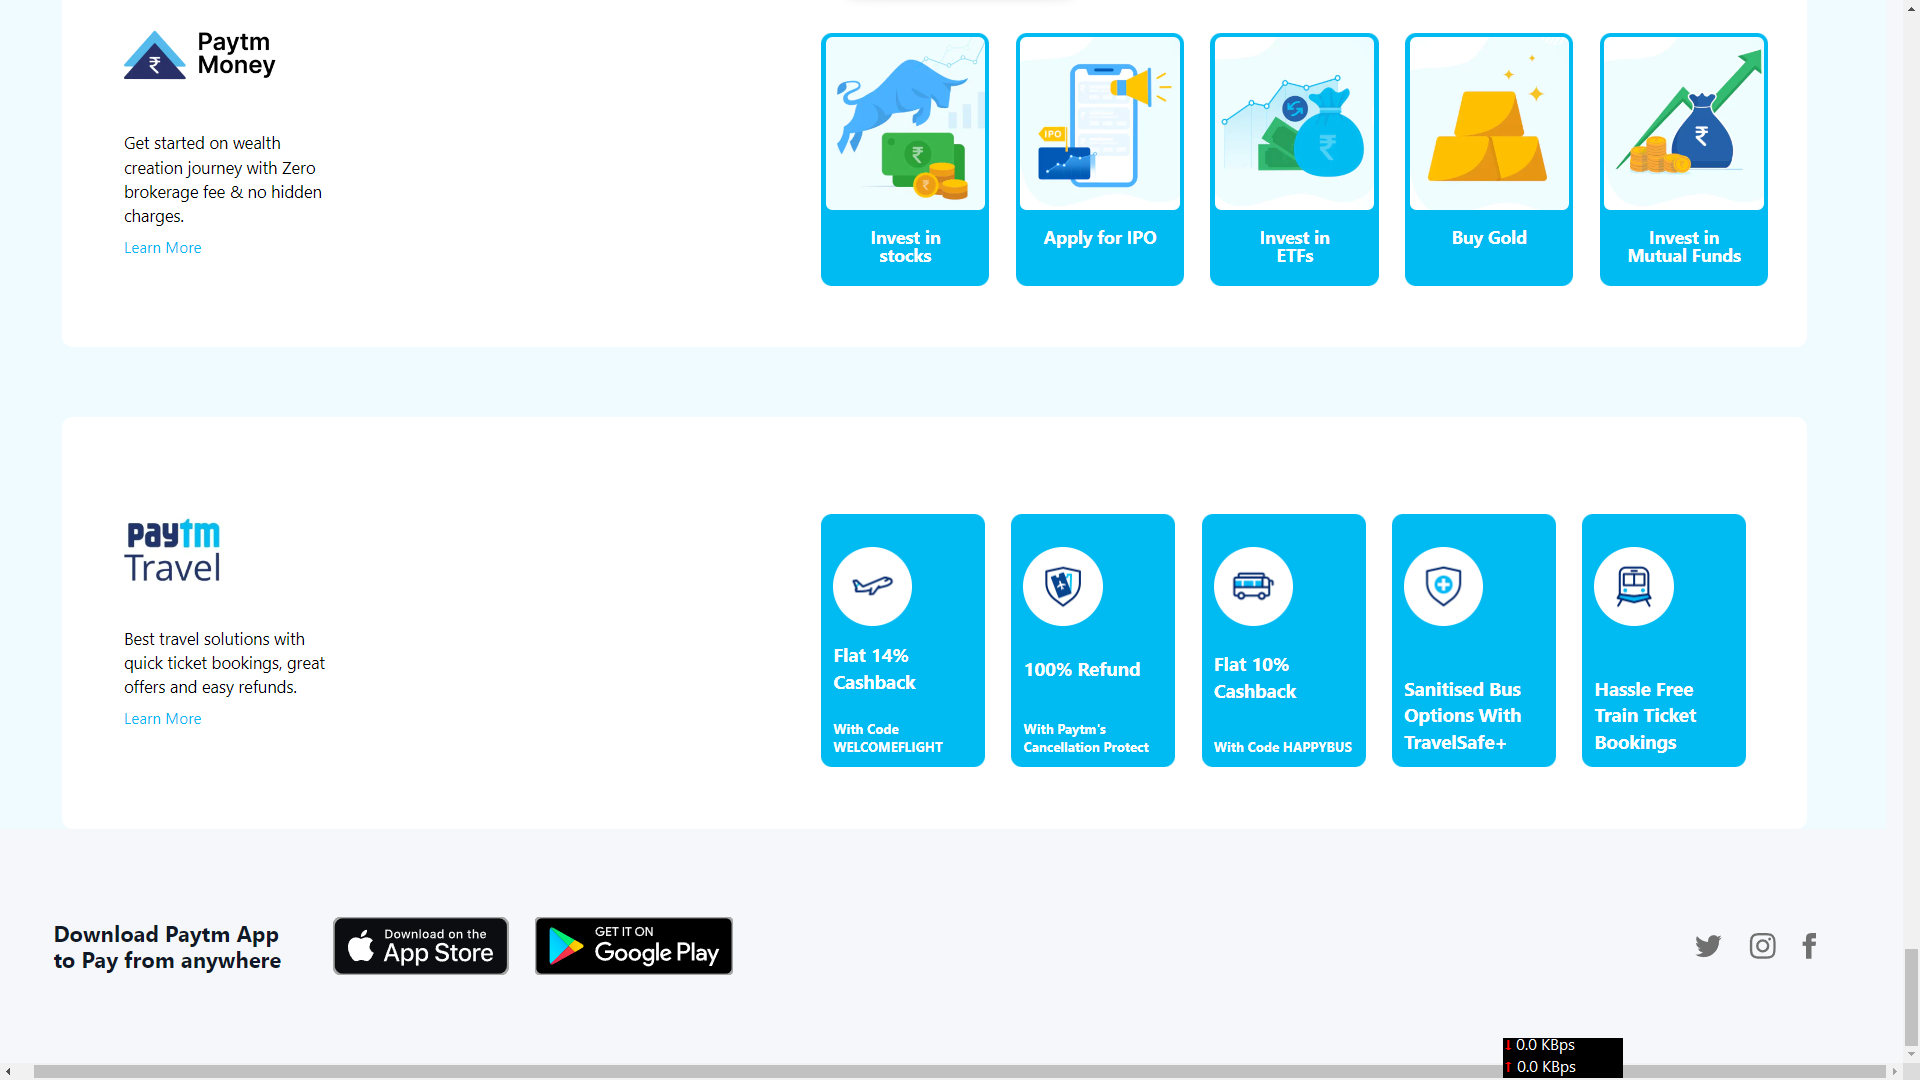 Paytm
Money
Get started on wealth
creation journey with Zero
brokerage fee & no hidden
charges.
Learn More
₹
IPO
₹
₹
Invest in
stocks
Apply for IPO
Invest in
ETFs
Buy Gold
Invest in
Mutual Funds
paytm
Travel
Best travel solutions with
quick ticket bookings, great
offers and easy refunds.
Learn More
Flat 14%
Cashback
With Code
WELCOMEFLIGHT
100% Refund
With Paytm's
Cancellation Protect
Flat 10%
Cashback
With Code HAPPYBUS
Sanitised Bus
Options With
TravelSafe+
Hassle Free
Train Ticket
Bookings
Download Paytm App
to Pay from anywhere
Download on the
App Store
GET IT ON
Google Play
0.0 KBps
0.0 KBps